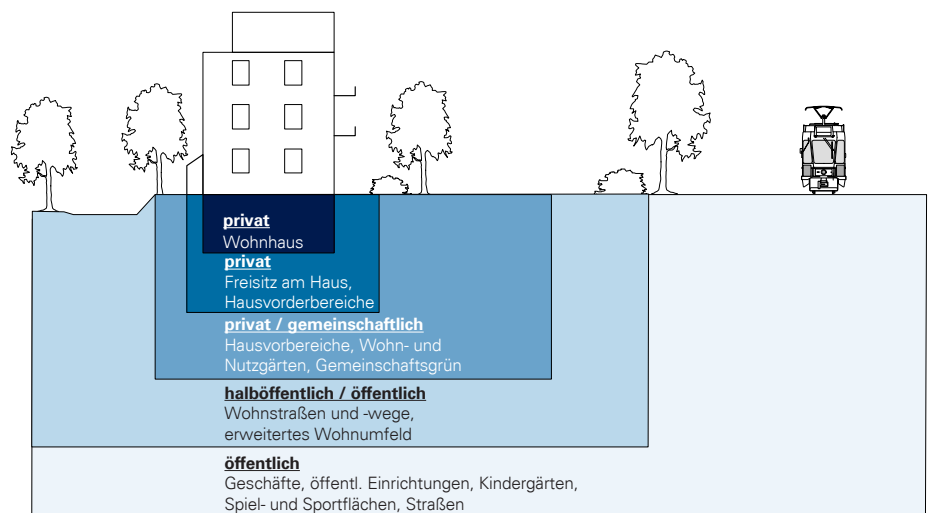 privat
Wohnhaus
privat
Freisitz am Haus,
Hausvorderbereiche
privat / gemeinschaftlich
Hausvorbereiche, Wohn- und
Nutzgärten, Gemeinschaftsgrün
halböffentlich / öffentlich
Wohnstraßen und -wege,
erweitertes Wohnumfeld
öffentlich
Geschäfte, öffentl. Einrichtungen, Kindergärten,
Spiel- und Sportflächen, Straßen